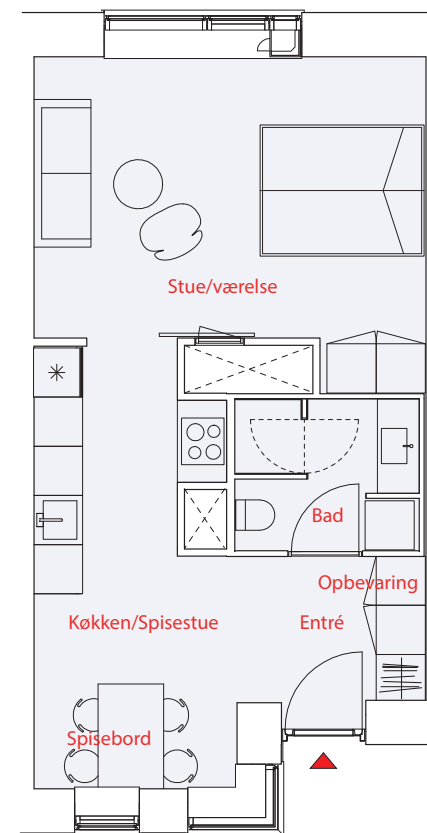 Stue/værelse
Bad
Opbevaring
Køkken/Spisestue
Entré
Spisebord